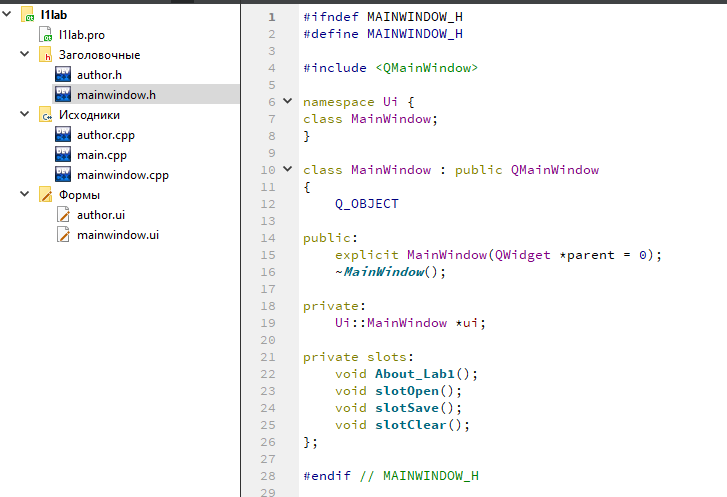 l1lab
l1lab.pro
Заголовочные
author.h
mainwindow.h
Исходники
author.cpp
main.cpp
mainwindow.cpp
Формы
author.ui
mainwindow.ui
1 #ifndef MAINWINDOW_H
2 #define MAINWINDOW_H
3
4 #include <QMainWindow>
5
6 namespace Ui {
7 class MainWindow;
8 }
9
10 class MainWindow : public QMainWindow
11 {
12     Q_OBJECT
13
14 public:
15     explicit MainWindow(QWidget *parent = 0);
16     ~MainWindow();
17
18 private:
19     Ui::MainWindow *ui;
20
21 private slots:
22     void About_Lab1();
23     void slotOpen();
24     void slotSave();
25     void slotClear();
26 };
27
28 #endif // MAINWINDOW_H
29